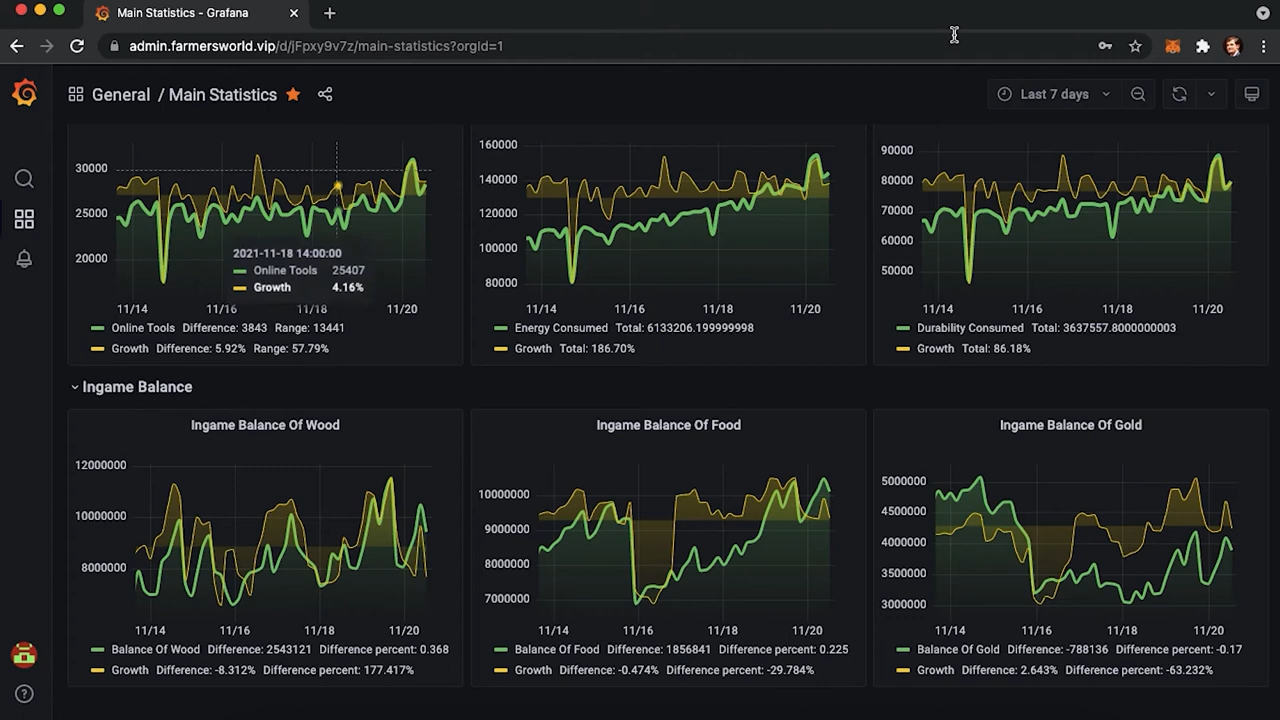 Main Statistics - Grafana
admin.farmersworld.vip/d/jFpxy9v7z/main-statistics?orgId=1
General / Main Statistics
Last 7 days
30000
25000
20000
11/14 11/16 11/18 11/20
2021-11-18 14:00:00
Online Tools 25407
Growth 4.16%
Online Tools Difference: 3843 Range: 13441
Growth Difference: 5.92% Range: 57.79%
160000
140000
120000
100000
80000
11/14 11/16 11/18 11/20
Energy Consumed Total: 6133206.199999998
Growth Total: 186.70%
90000
80000
70000
60000
50000
11/14 11/16 11/18 11/20
Durability Consumed Total: 3637557.8000000003
Growth Total: 86.18%
Ingame Balance
Ingame Balance Of Wood
12000000
10000000
8000000
11/14 11/16 11/18 11/20
Balance Of Wood Difference: 2543121 Difference percent: 0.368
Growth Difference: -8.312% Difference percent: 177.417%
Ingame Balance Of Food
10000000
9000000
8000000
7000000
11/14 11/16 11/18 11/20
Balance Of Food Difference: 1856841 Difference percent: 0.225
Growth Difference: -0.474% Difference percent: -29.784%
Ingame Balance Of Gold
5000000
4500000
4000000
3500000
3000000
11/14 11/16 11/18 11/20
Balance Of Gold Difference: -788136 Difference percent: -0.17
Growth Difference: 2.643% Difference percent: -63.232%